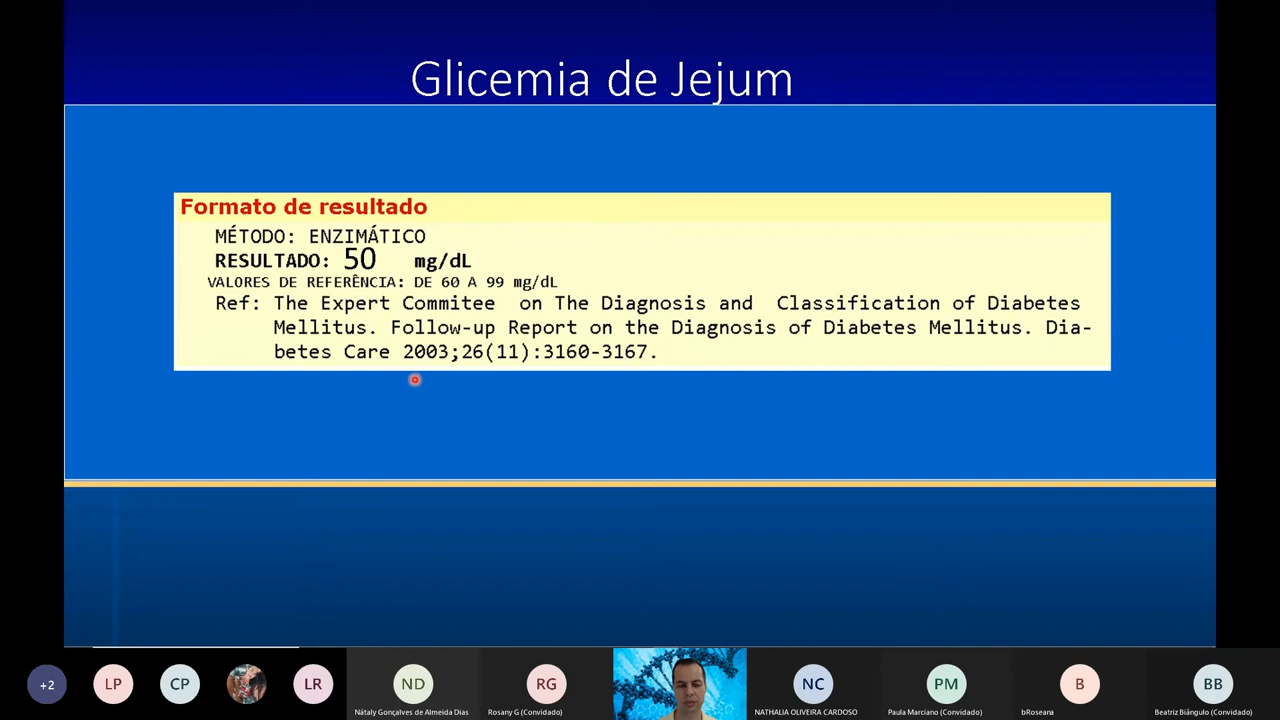 Glicemia de Jejum
Formato de resultado
MÉTODO: ENZIMÁTICO
RESULTADO: 50 mg/dL
VALORES DE REFERÊNCIA: DE 60 A 99 mg/dL
Ref: The Expert Commitee on The Diagnosis and Classification of Diabetes
Mellitus. Follow-up Report on the Diagnosis of Diabetes Mellitus. Dia-
betes Care 2003;26(11):3160-3167.
+2
LP
CP
LR
ND
RG
NC
PM
B
BB
Nátaly Gonçalves de Almeida Dias
Rosany G (Convidado)
NATHALIA OLIVEIRA CARDOSO
Paula Marciano (Convidado)
bRoseana
Beatriz Biângulo (Convidado)